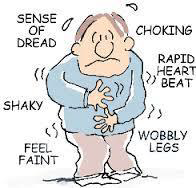 SENSE
OF
DREAD
CHOKING
RAPID
HEART
BEAT
SHAKY
FEEL
FAINT
WOBBLY
LEGS